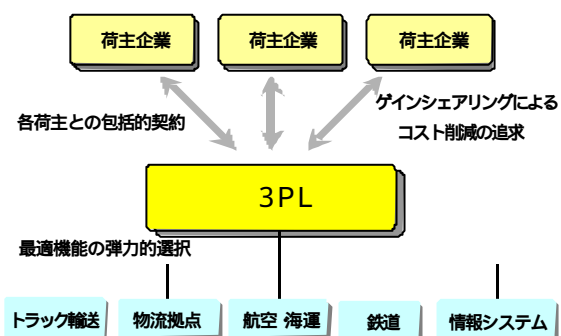 荷主企業
荷主企業
荷主企業
各荷主との包括的契約
ゲインシェアリングによる
コスト削減の追求
3PL
最適機能の弾力的選択
トラック輸送
物流拠点
航空・海運
鉄道
情報システム